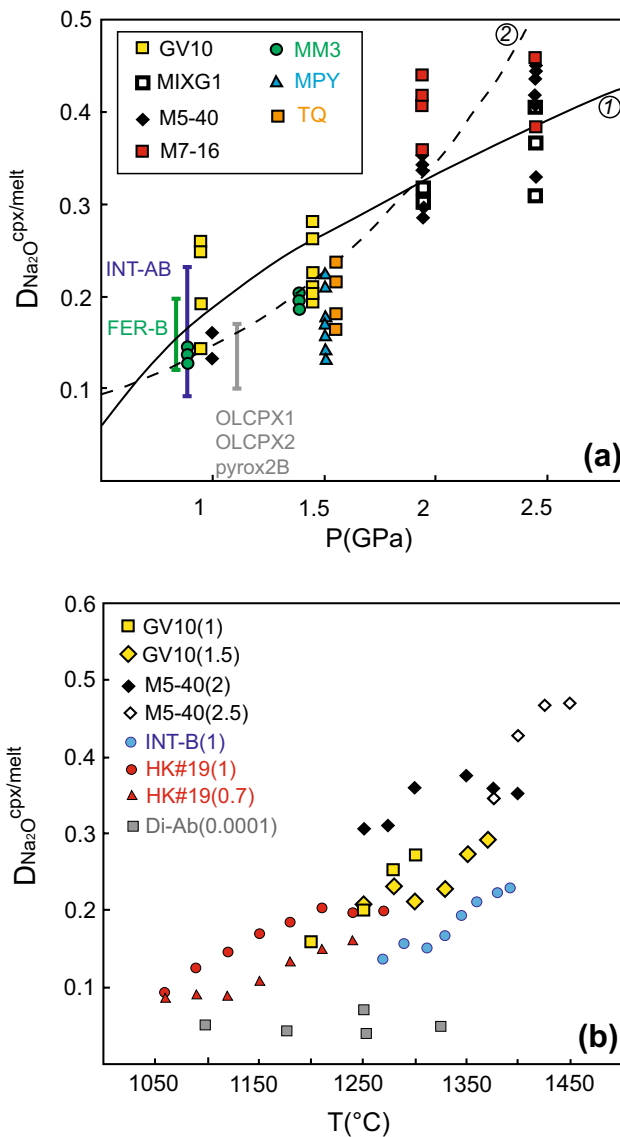 0.5
0.4
0.3
0.2
0.1
GV10
MIXG1
M5-40
M7-16
MM3
MPY
TQ
2
1
INT-AB
FER-B
OLCPX1
OLCPX2
pyrox2B
(a)
1 1.5 2 2.5
P(GPa)
DNa₂O^cpx/melt
0.6
0.5
0.4
0.3
0.2
0.1
GV10(1)
GV10(1.5)
M5-40(2)
M5-40(2.5)
INT-B(1)
HK#19(1)
HK#19(0.7)
Di-Ab(0.0001)
(b)
1050 1150 1250 1350 1450
T(°C)
DNa₂O^cpx/melt